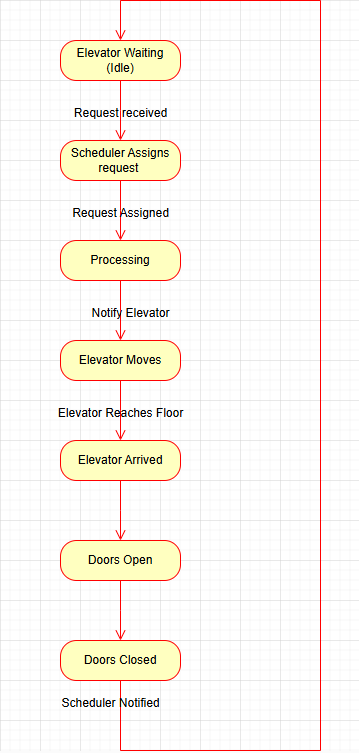 Elevator Waiting
(Idle)
Request received
Scheduler Assigns
request
Request Assigned
Processing
Notify Elevator
Elevator Moves
Elevator Reaches Floor
Elevator Arrived
Doors Open
Doors Closed
Scheduler Notified